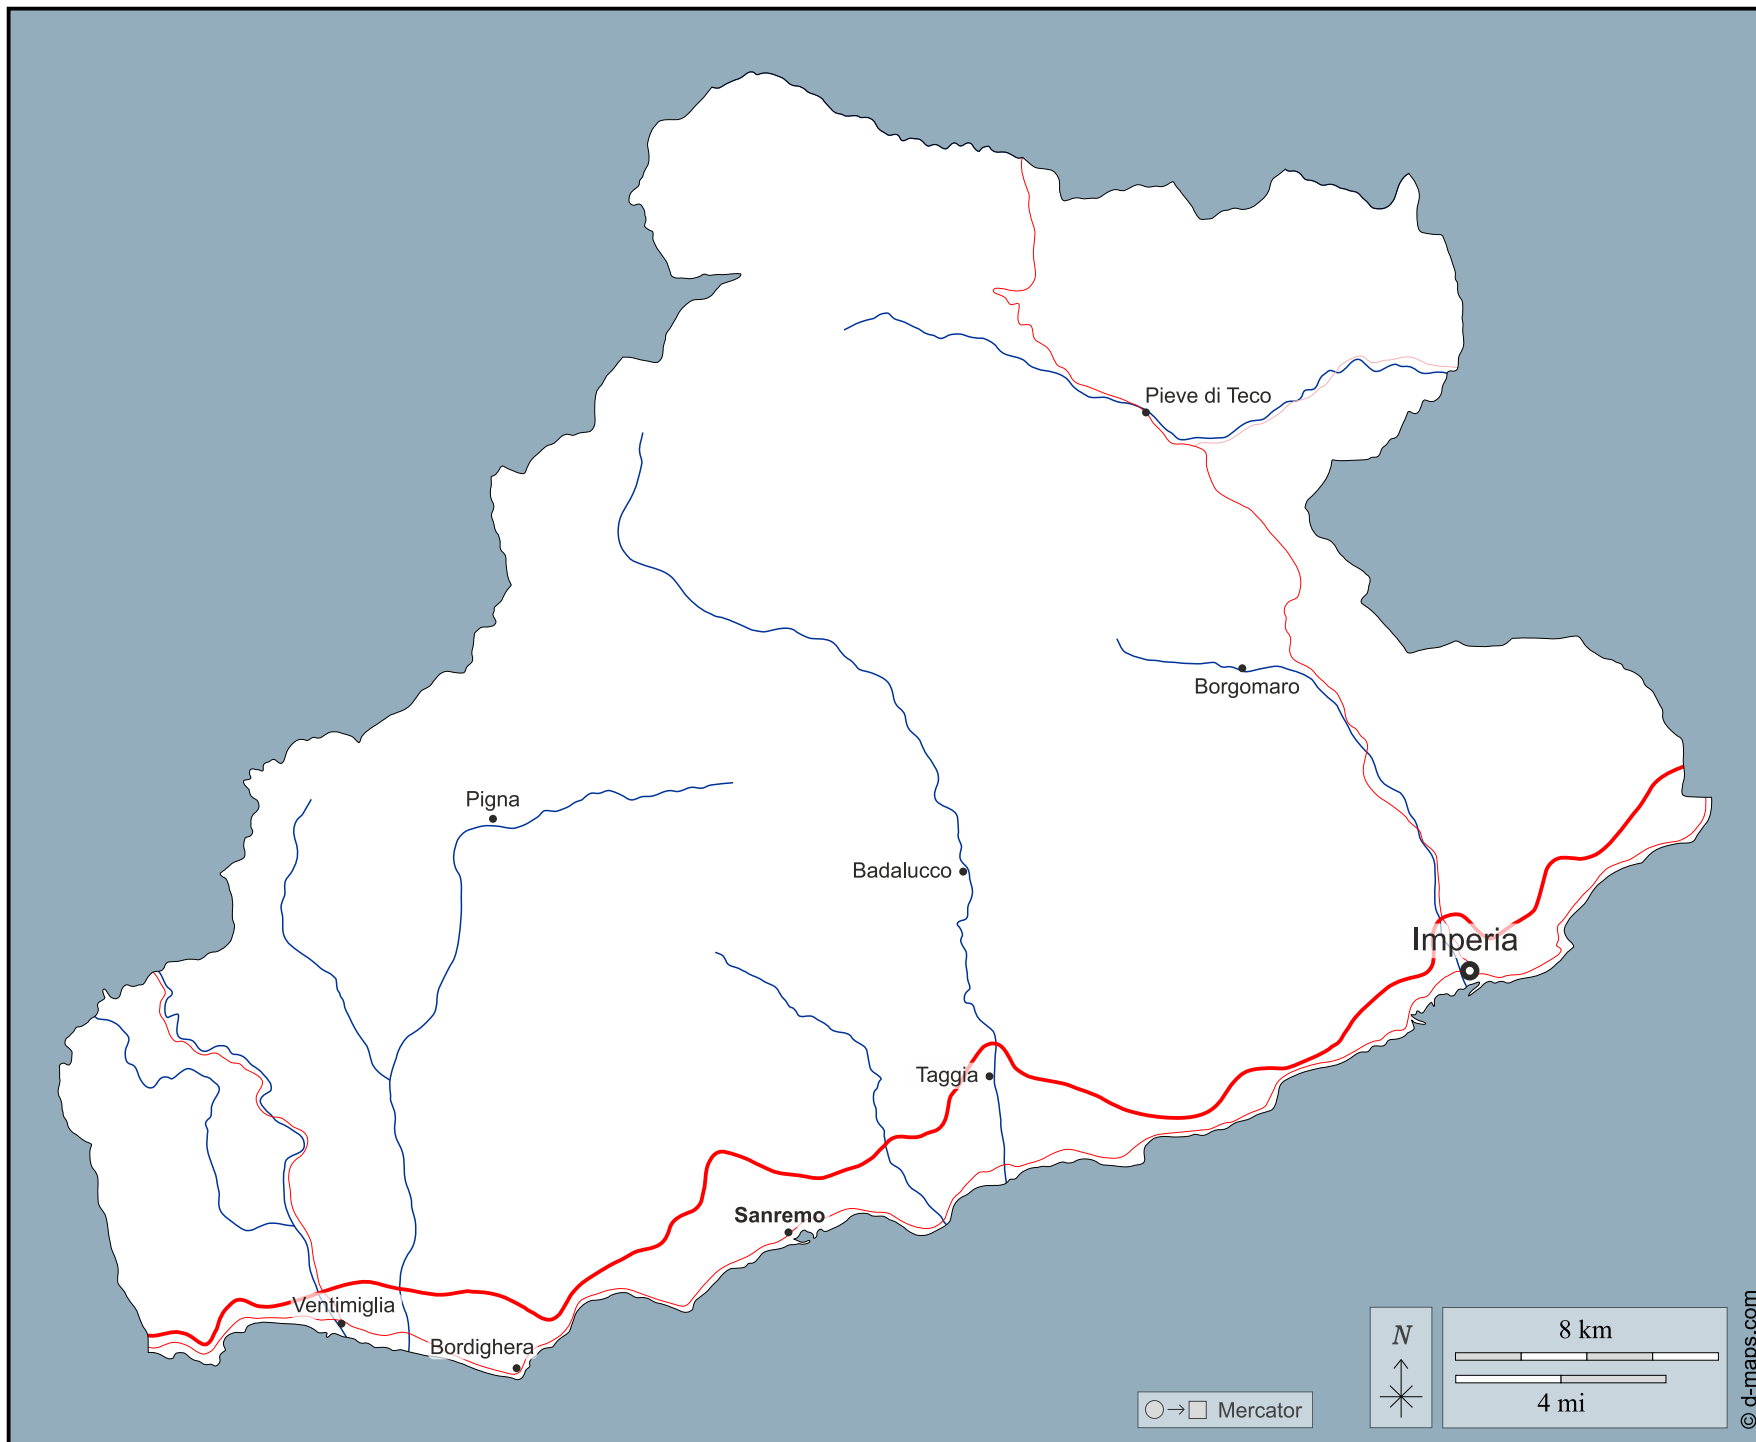 Pieve di Teco
Borgomaro
Pigna
Badalucco
Imperia
Taggia
Sanremo
Ventimiglia
Bordighera
N
8 km
4 mi
Mercator
© d-maps.com